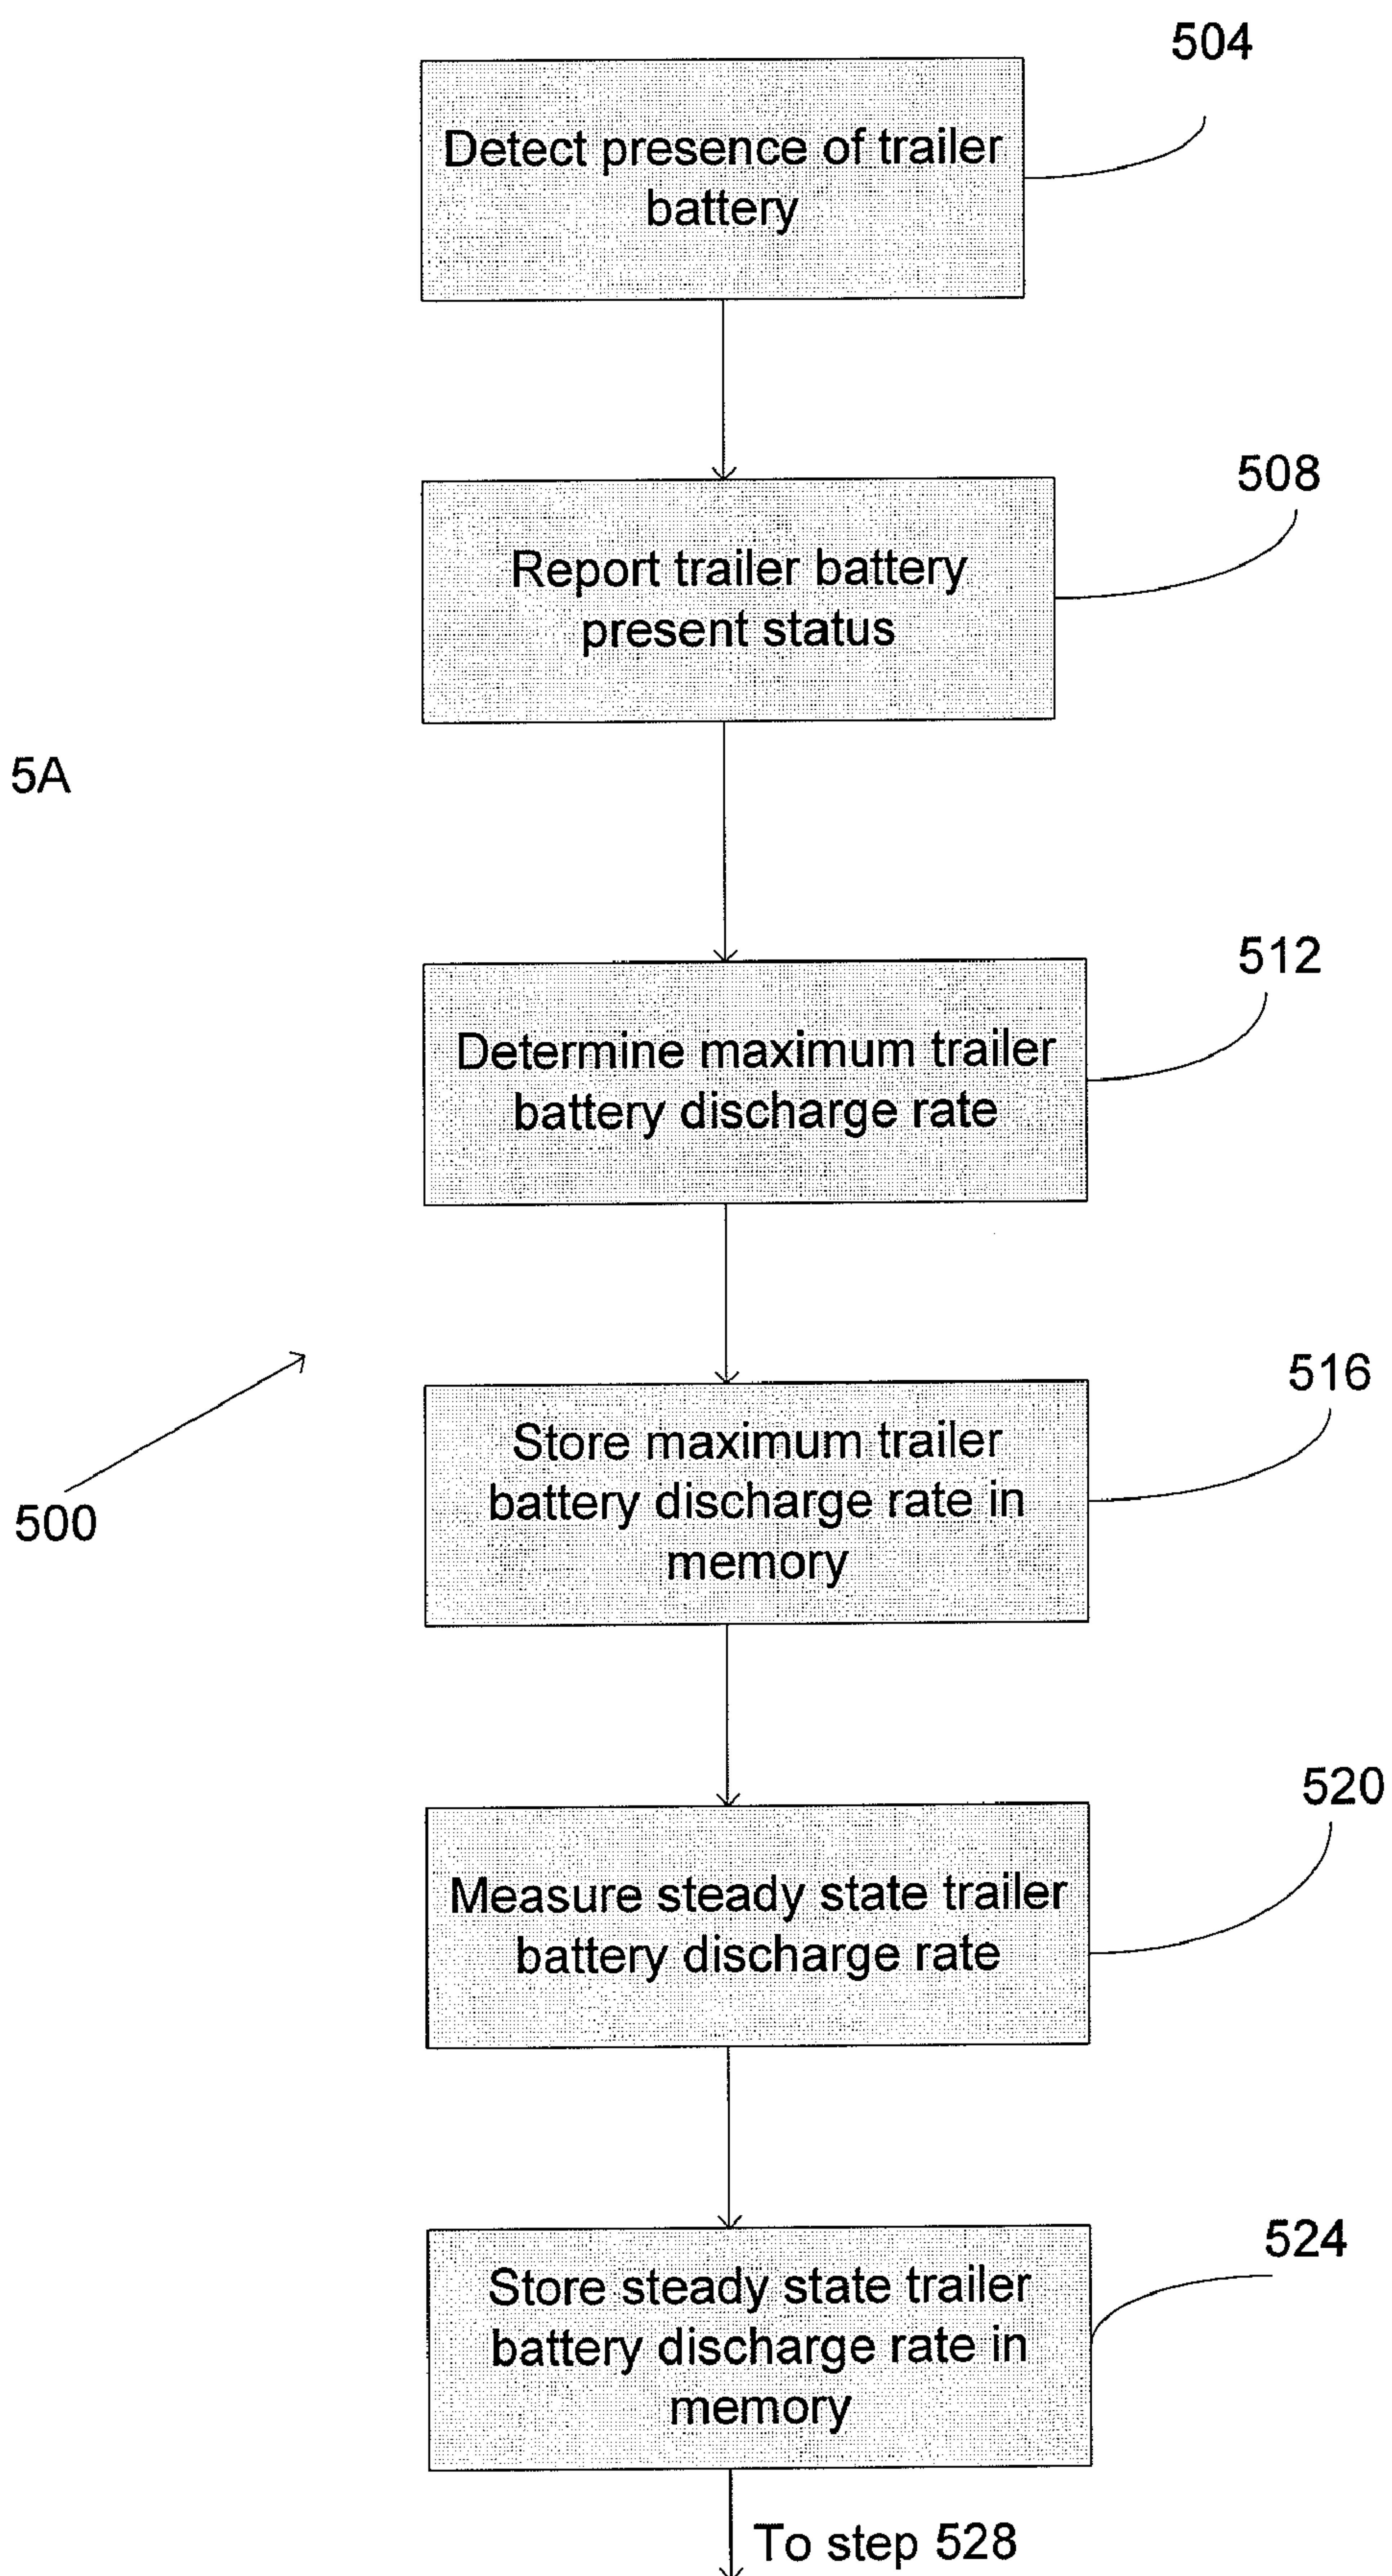 504
Detect presence of trailer
battery
508
Report trailer battery
present status
5A
512
Determine maximum trailer
battery discharge rate
516
Store maximum trailer
battery discharge rate in
memory
500
520
Measure steady state trailer
battery discharge rate
524
Store steady state trailer
battery discharge rate in
memory
To step 528